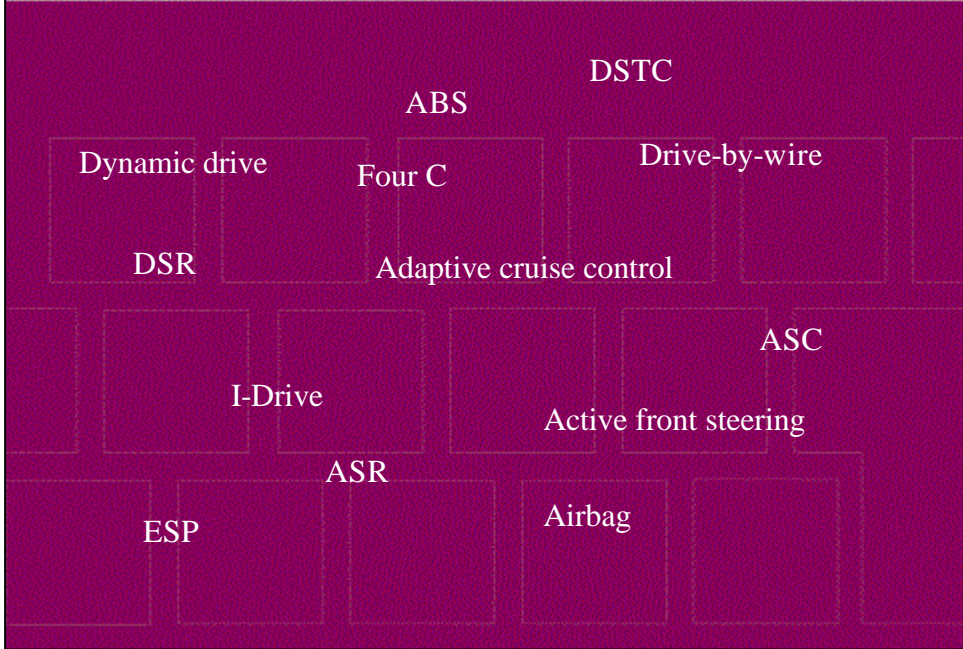 DSTC
ABS
Dynamic drive
Four C
Drive-by-wire
DSR
Adaptive cruise control
ASC
I-Drive
Active front steering
ASR
ESP
Airbag